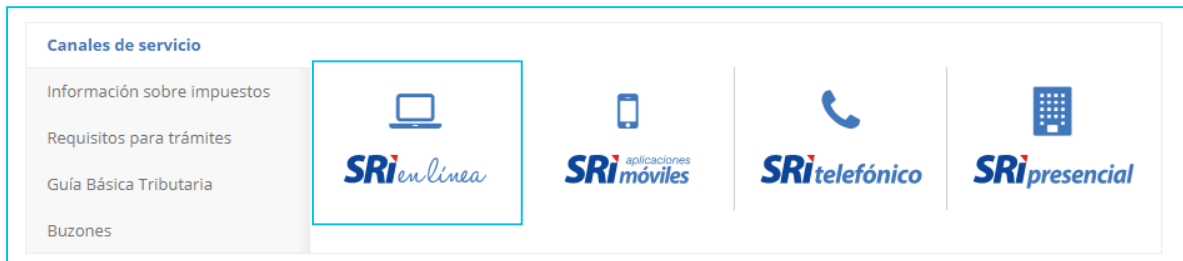 Canales de servicio
Información sobre impuestos
Requisitos para trámites
Guía Básica Tributaria
Buzones
SRi en línea
SRi aplicaciones móviles
SRi telefónico
SRi presencial